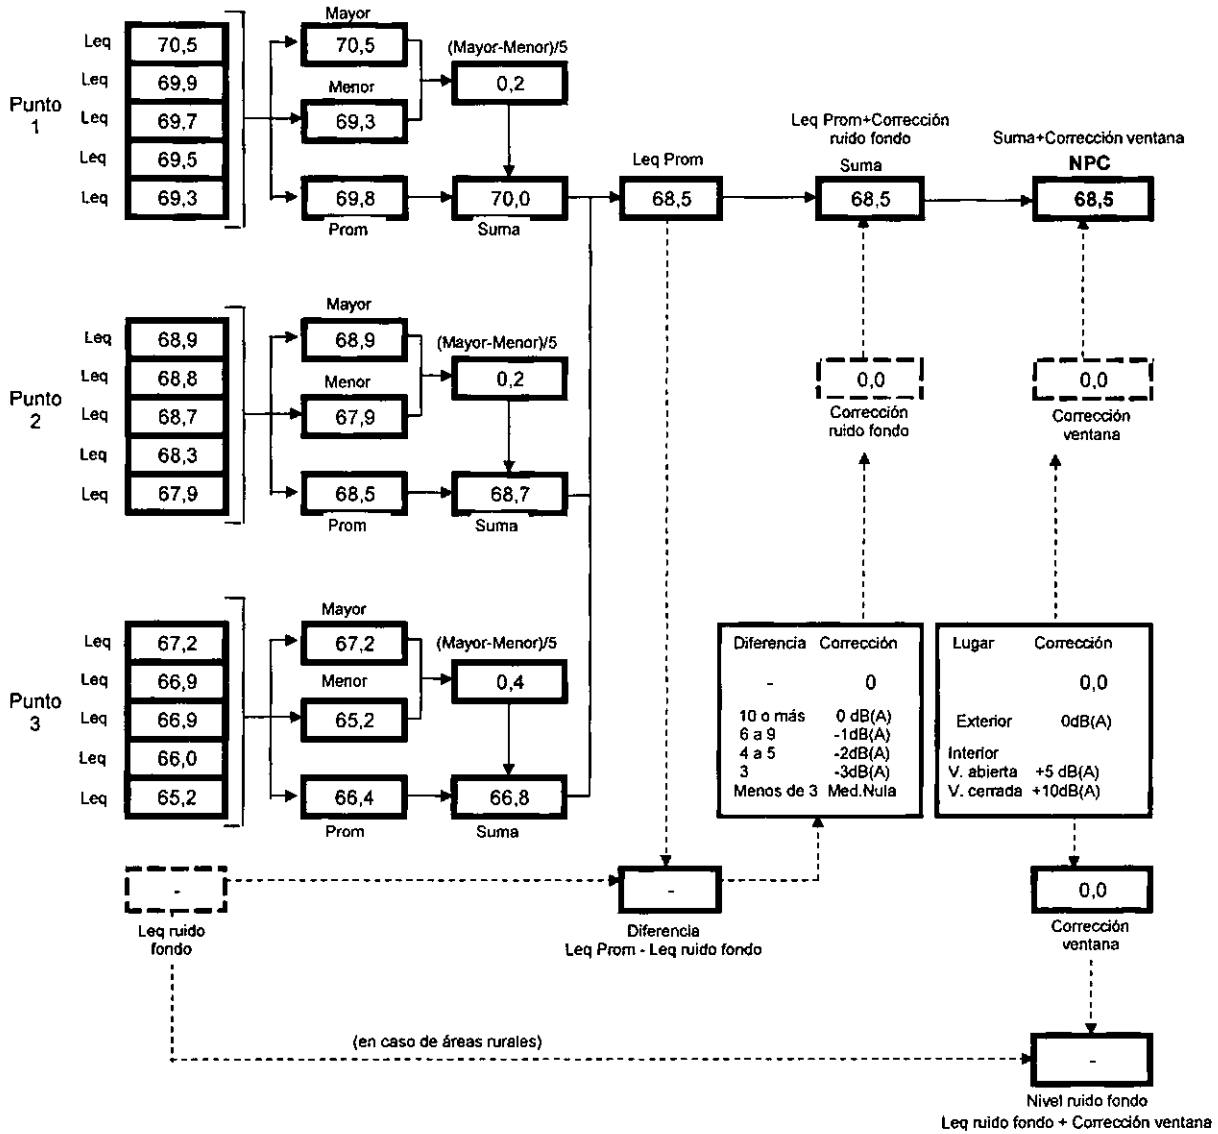 Punto
1
Leq 70,5
Leq 69,9
Leq 69,7
Leq 69,5
Leq 69,3
Mayor
70,5
Menor
69,3
69,8
Prom
(Mayor-Menor)/5
0,2
70,0
Suma
Leq Prom
68,5
Leq Prom+Corrección
ruido fondo
Suma
68,5
Suma+Corrección ventana
NPC
68,5
Punto
2
Leq 68,9
Leq 68,8
Leq 68,7
Leq 68,3
Leq 67,9
Mayor
68,9
Menor
67,9
68,5
Prom
(Mayor-Menor)/5
0,2
68,7
Suma
0,0
Corrección
ruido fondo
0,0
Corrección
ventana
Punto
3
Leq 67,2
Leq 66,9
Leq 66,9
Leq 66,0
Leq 65,2
Mayor
67,2
Menor
65,2
66,4
Prom
(Mayor-Menor)/5
0,4
66,8
Suma
Diferencia Corrección
- 0
10 o más 0 dB(A)
6 a 9 -1dB(A)
4 a 5 -2dB(A)
3 -3dB(A)
Menos de 3 Med.Nula
Lugar Corrección
0,0
Exterior 0dB(A)
Interior
V. abierta +5 dB(A)
V. cerrada +10dB(A)
-
Leq ruido
fondo
-
Diferencia
Leq Prom - Leq ruido fondo
0,0
Corrección
ventana
(en caso de áreas rurales)
-
Nivel ruido fondo
Leq ruido fondo + Corrección ventana